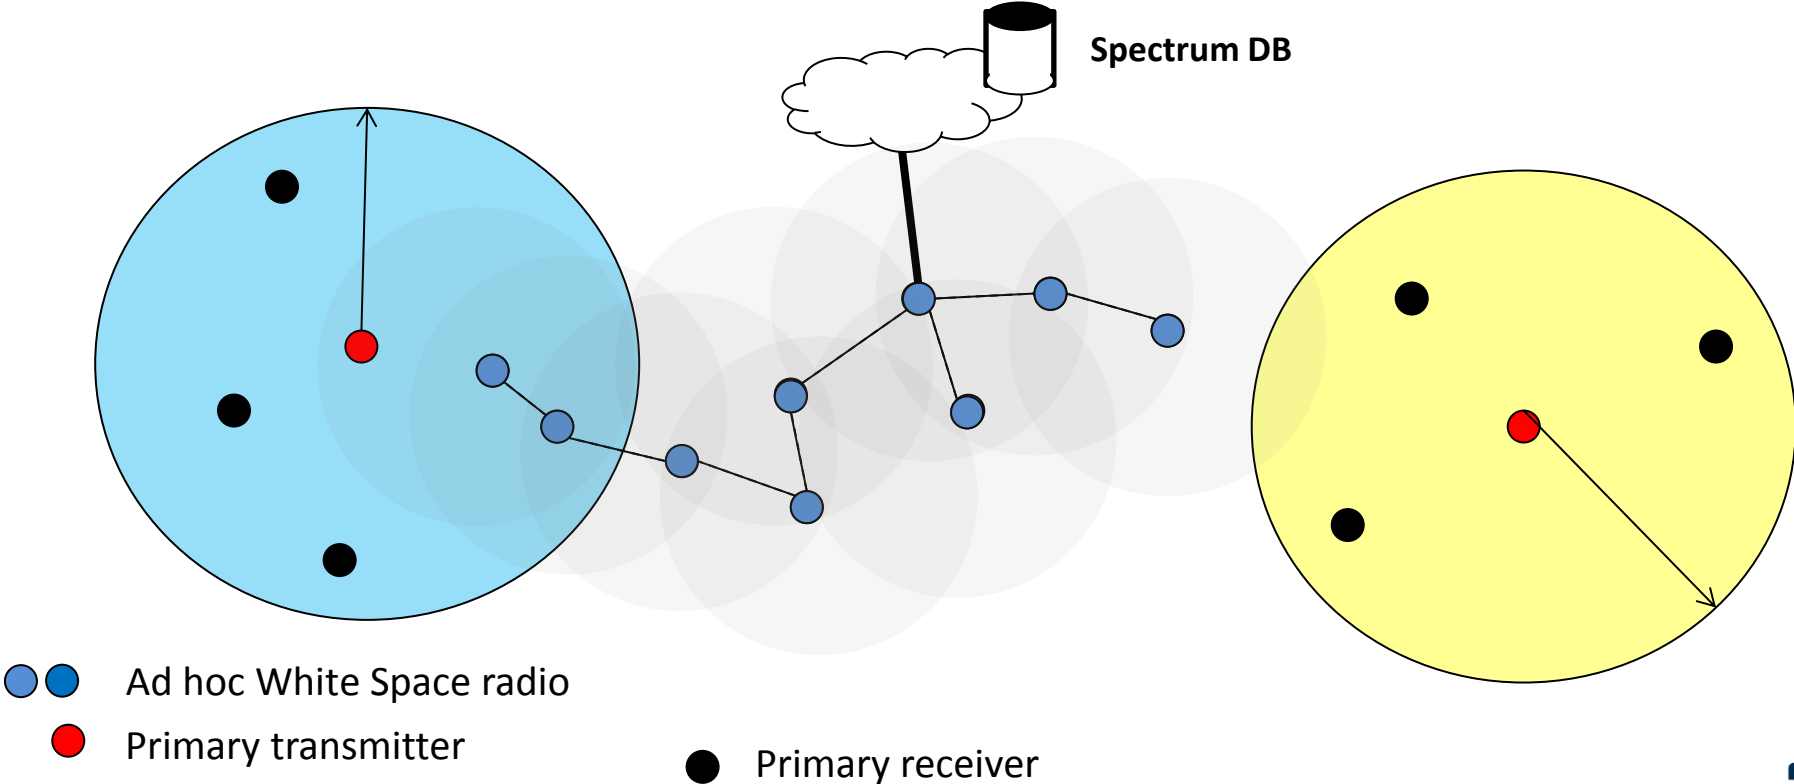 Spectrum DB
Ad hoc White Space radio
Primary transmitter
Primary receiver